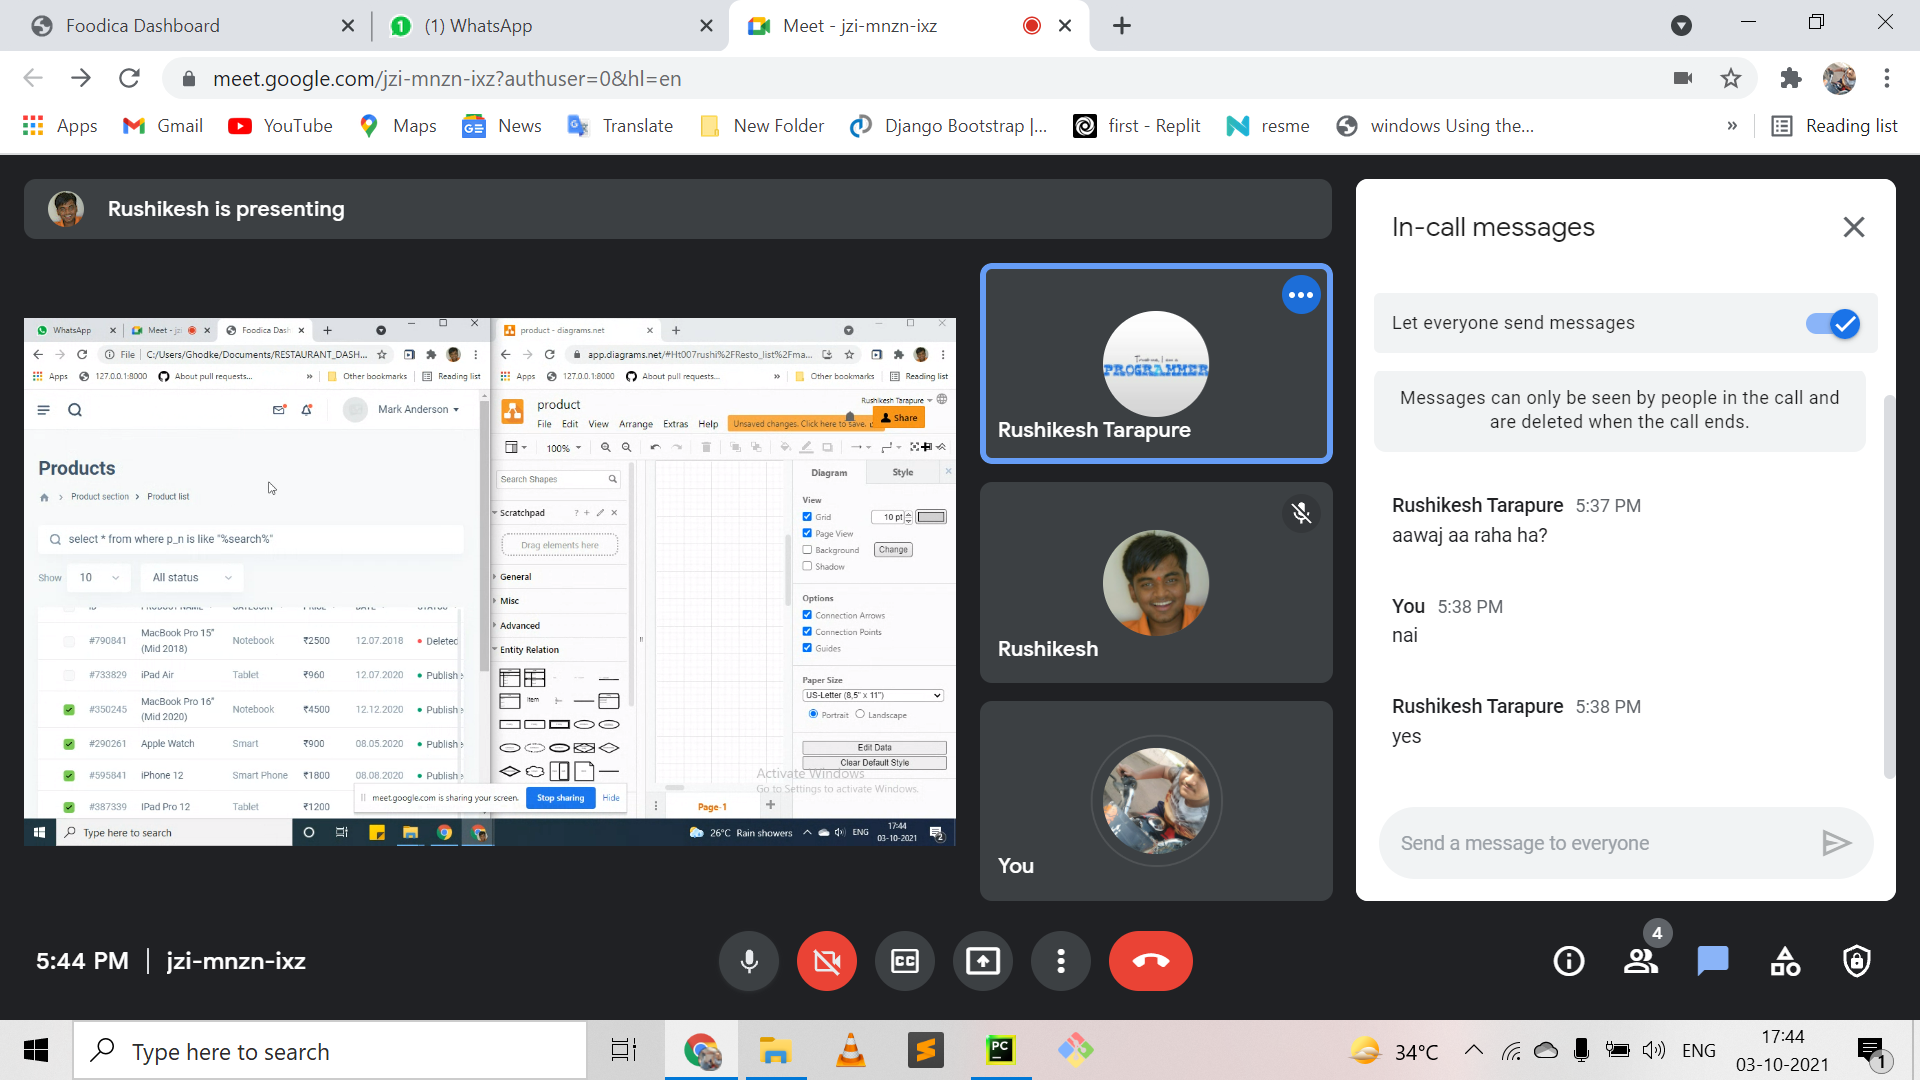 Foodica Dashboard
(1) WhatsApp
Meet - jzi-mnzn-ixz
meet.google.com/jzi-mnzn-ixz?authuser=0&hl=en
Apps
Gmail
YouTube
Maps
News
Translate
New Folder
Django Bootstrap |...
first - Replit
resme
windows Using the...
»
Reading list
Rushikesh is presenting
WhatsApp
Meet - jzi
Foodica Dash
File
C:/Users/Ghodke/Documents/RESTAURANT_DASH...
Apps
127.0.0.1:8000
About pull requests...
»
Other bookmarks
Reading list
Mark Anderson
Products
Product section > Product list
select * from where p_n is like "%search%"
Show
10
All status
#790841 MacBook Pro 15" (Mid 2018) Notebook ₹2500 12.07.2018 Deleted
#733829 iPad Air Tablet ₹960 12.07.2020 Publish
#350245 MacBook Pro 16" (Mid 2020) Notebook ₹4500 12.12.2020 Publish
#290261 Apple Watch Smart ₹900 08.05.2020 Publish
#595841 iPhone 12 Smart Phone ₹1800 08.08.2020 Publish
#387339 IPad Pro 12 Tablet ₹1200
meet.google.com is sharing your screen.
Stop sharing
Hide
product - diagrams.net
app.diagrams.net/#Ht007rushi%2FResto_list%2Fma...
Apps
127.0.0.1:8000
About pull requests...
»
Other bookmarks
Reading list
Rushikesh Tarapure
product
File Edit View Arrange Extras Help
Unsaved changes. Click here to save.
Share
100%
Search Shapes
Scratchpad
Drag elements here
General
Misc
Advanced
Entity Relation
Item
Diagram
Style
View
Grid
10 pt
Page View
Background
Change
Shadow
Options
Connection Arrows
Connection Points
Guides
Paper Size
US-Letter (8,5" x 11")
Portrait
Landscape
Edit Data
Clear Default Style
Activate Windows
Go to Settings to activate Windows.
Page-1
Type here to search
26°C Rain showers
ENG
17:44
03-10-2021
2
PROGRAMMER
Rushikesh Tarapure
Rushikesh
You
In-call messages
Let everyone send messages
Messages can only be seen by people in the call and
are deleted when the call ends.
Rushikesh Tarapure 5:37 PM
aawaj aa raha ha?
You 5:38 PM
nai
Rushikesh Tarapure 5:38 PM
yes
Send a message to everyone
5:44 PM | jzi-mnzn-ixz
CC
4
Type here to search
PC
34°C
ENG
17:44
03-10-2021
1